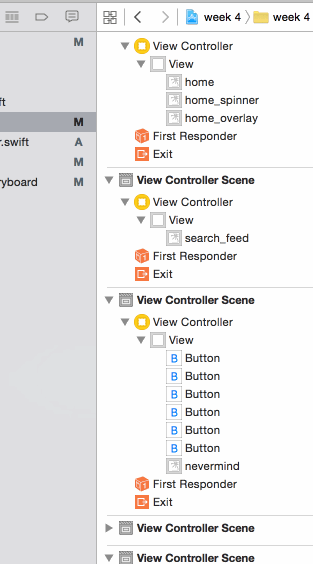 week 4 week 4
M View Controller
View
home
ft home_spinner
M home_overlay
r.swift A First Responder
M Exit
ryboard M View Controller Scene
View Controller
View
search_feed
First Responder
Exit
View Controller Scene
View Controller
View
B Button
B Button
B Button
B Button
B Button
B Button
nevermind
First Responder
Exit
View Controller Scene
View Controller Scene